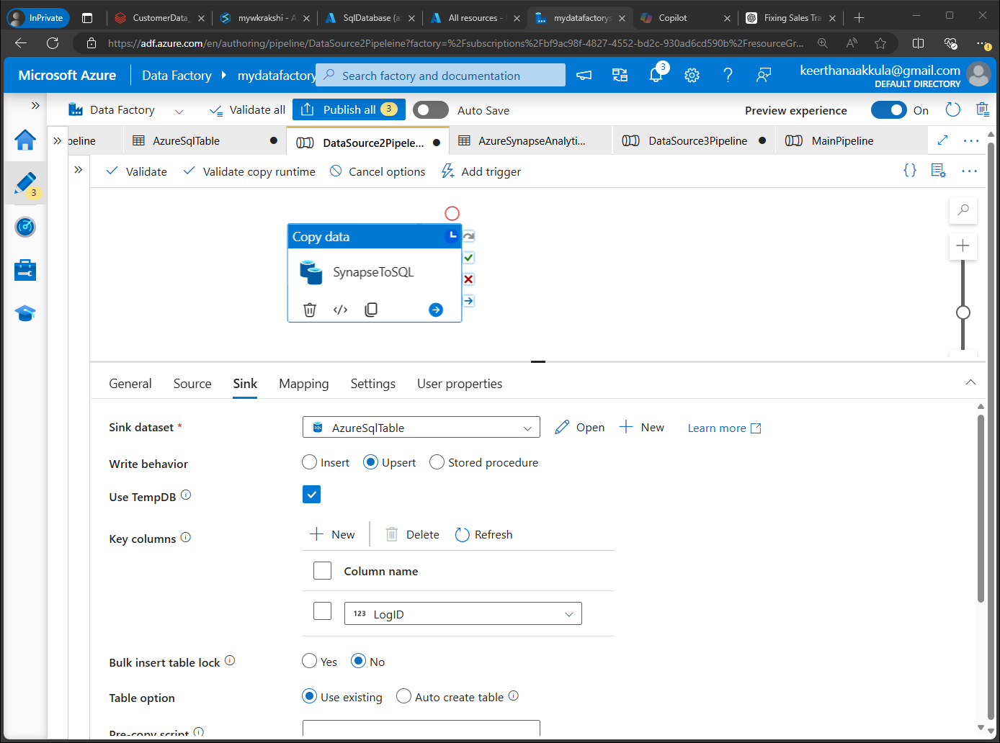 InPrivate
CustomerData_
mywkrakshi - A
SqlDatabase (a
All resources -
mydatafactorys
Copilot
Fixing Sales Tra
https://adf.azure.com/en/authoring/pipeline/DataSource2Pipeleine?factory=%2Fsubscriptions%2Fbf9ac98f-4827-4552-bd2c-930ad6cd590b%2FresourceGr...
Microsoft Azure
Data Factory
mydatafactory
Search factory and documentation
3
keerthanaakkula@gmail.com
DEFAULT DIRECTORY
Data Factory
Validate all
Publish all 3
Auto Save
Preview experience
On
peline
AzureSqlTable
DataSource2Pipele...
AzureSynapseAnalyti...
DataSource3Pipeline
MainPipeline
Validate
Validate copy runtime
Cancel options
Add trigger
3
Copy data
SynapseToSQL
General
Source
Sink
Mapping
Settings
User properties
Sink dataset *
AzureSqlTable
Open
New
Learn more
Write behavior
Insert
Upsert
Stored procedure
Use TempDB
Key columns
New
Delete
Refresh
Column name
123 LogID
Bulk insert table lock
Yes
No
Table option
Use existing
Auto create table
Pre-copy script